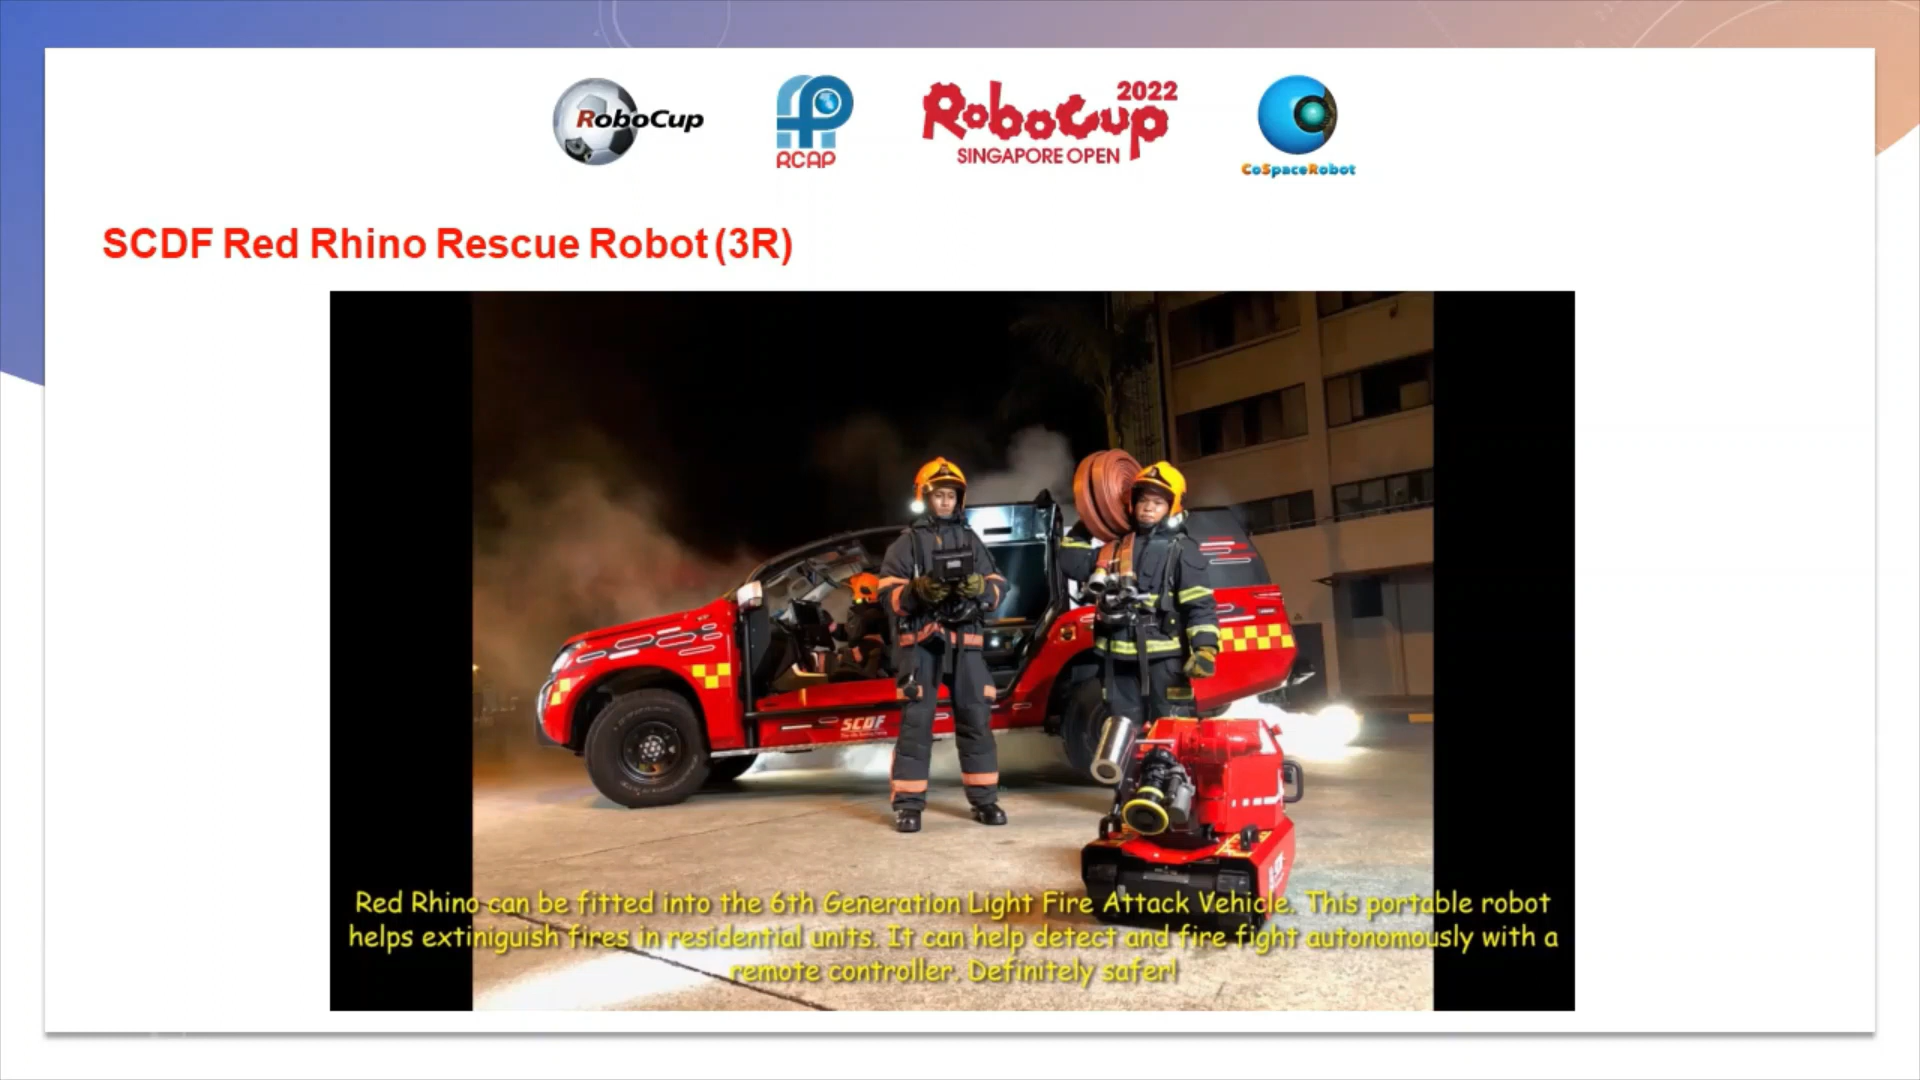 RoboCup
RCAP
RoboCup 2022
SINGAPORE OPEN
CoSpaceRobot
SCDF Red Rhino Rescue Robot (3R)
SCDF
Red Rhino can be fitted into the 6th Generation Light Fire Attack Vehicle. This portable robot
helps extiniguish fires in residential units. It can help detect and fire fight autonomously with a
remote controller. Definitely safer!